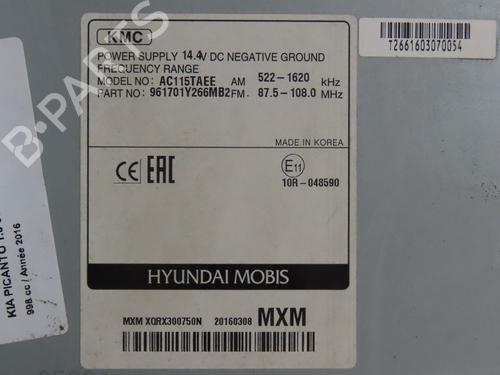 KMC
POWER SUPPLY 14.4V DC NEGATIVE GROUND
FREQUENCY RANGE
MODEL NO: AC115TAEE AM 522-1620 kHz
PART NO: 961701Y266MB2 FM. 87.5-108.0 MHz
MADE IN KOREA
CE EAC E11
10R-048590
HYUNDAI MOBIS
MXM XQRX300750N 20160308 MXM
T2661603070054
KIA PICANTO
998 cc / Année 2016
B-PARTS